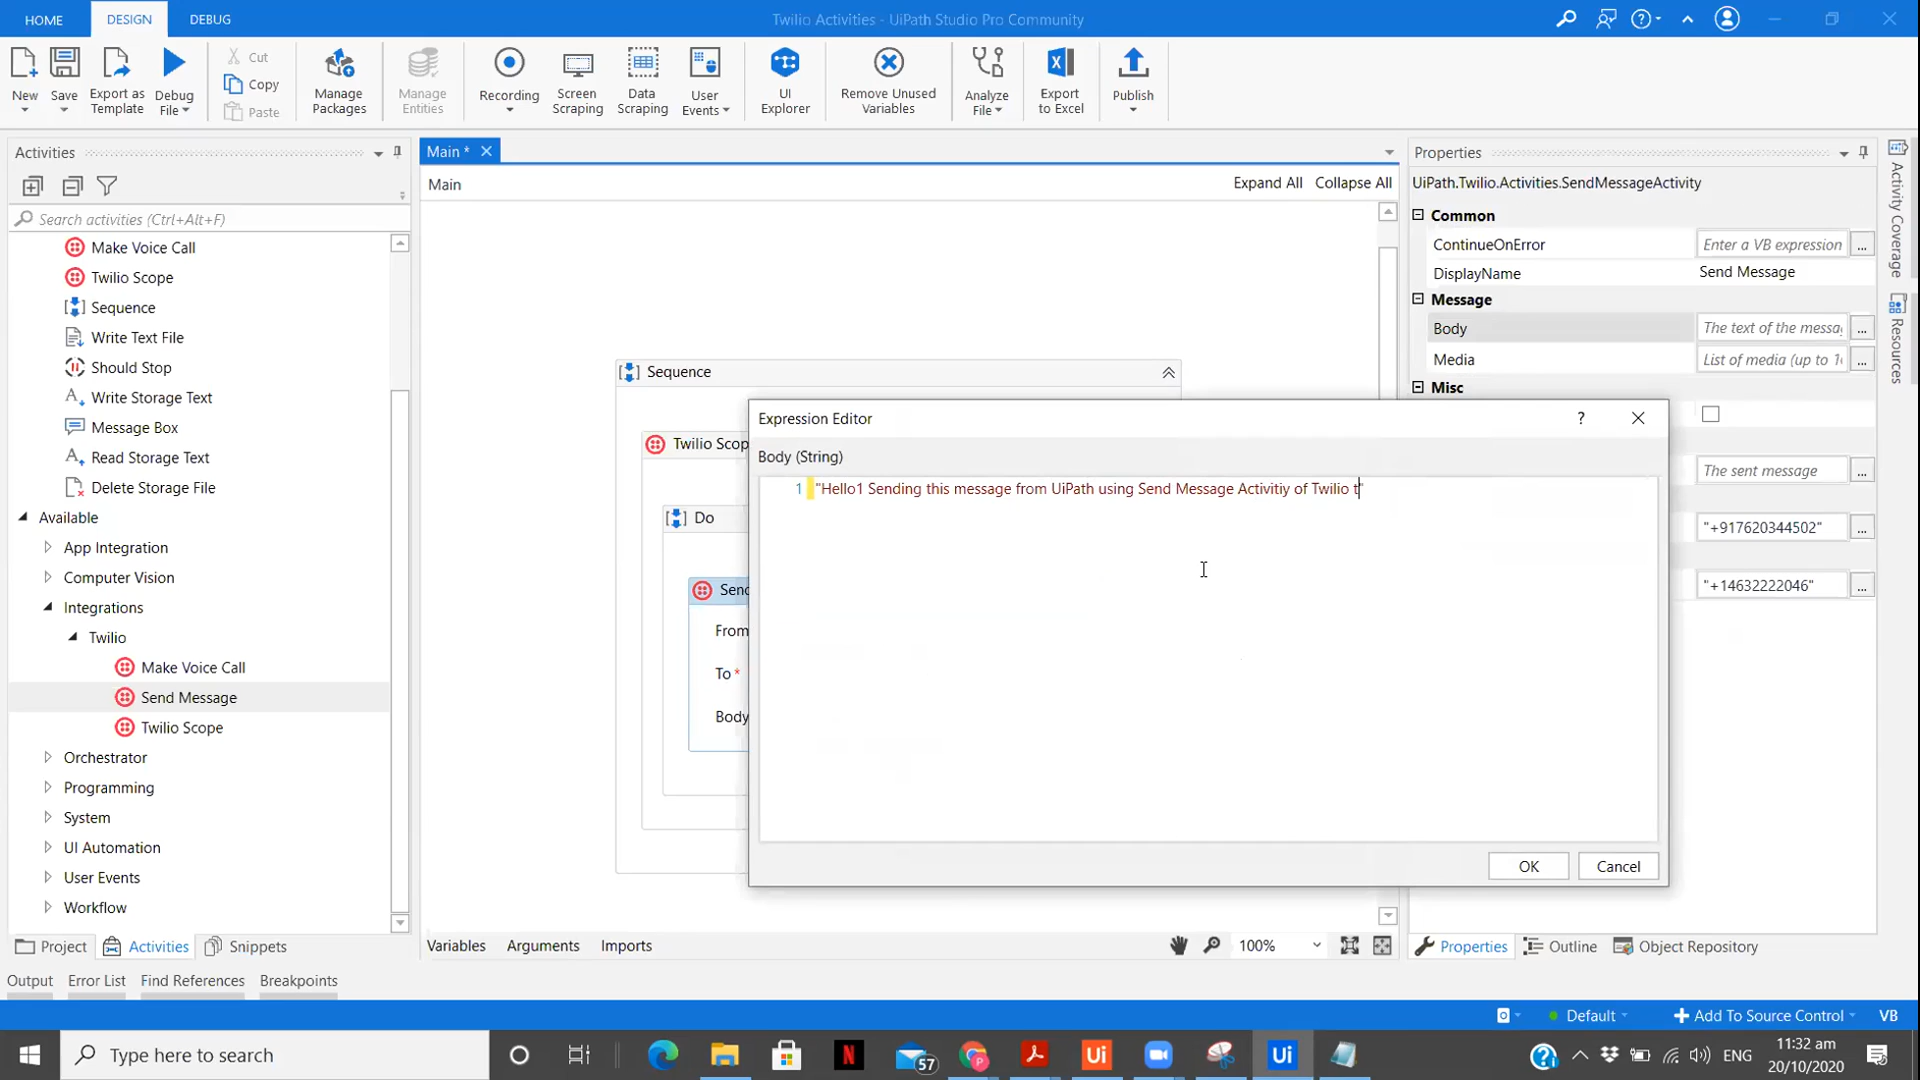 HOME
DESIGN
DEBUG
Twilio Activities - UiPath Studio Pro Community
New
Save
Export as
Template
Debug
File
Cut
Copy
Paste
Manage
Packages
Manage
Entities
Recording
Screen
Scraping
Data
Scraping
User
Events
UI
Explorer
Remove Unused
Variables
Analyze
File
Export
to Excel
Publish
Activities
Search activities (Ctrl+Alt+F)
Make Voice Call
Twilio Scope
Sequence
Write Text File
Should Stop
Write Storage Text
Message Box
Read Storage Text
Delete Storage File
Available
App Integration
Computer Vision
Integrations
Twilio
Make Voice Call
Send Message
Twilio Scope
Orchestrator
Programming
System
UI Automation
User Events
Workflow
Project
Activities
Snippets
Main *
Main
Expand All
Collapse All
Sequence
Twilio Scop
Do
Send
From
To *
Body
Expression Editor
?
Body (String)
1 "Hello1 Sending this message from UiPath using Send Message Activitiy of Twilio t"
OK
Cancel
Variables
Arguments
Imports
100%
Properties
UiPath.Twilio.Activities.SendMessageActivity
Common
ContinueOnError
Enter a VB expression
...
DisplayName
Send Message
Message
Body
The text of the messa
...
Media
List of media (up to 1
...
Misc
The sent message
...
"+917620344502"
...
"+14632222046"
...
Properties
Outline
Object Repository
Activity Coverage
Resources
Output
Error List
Find References
Breakpoints
Default
Add To Source Control
VB
Type here to search
57
Ui
Ui
ENG
11:32 am
20/10/2020